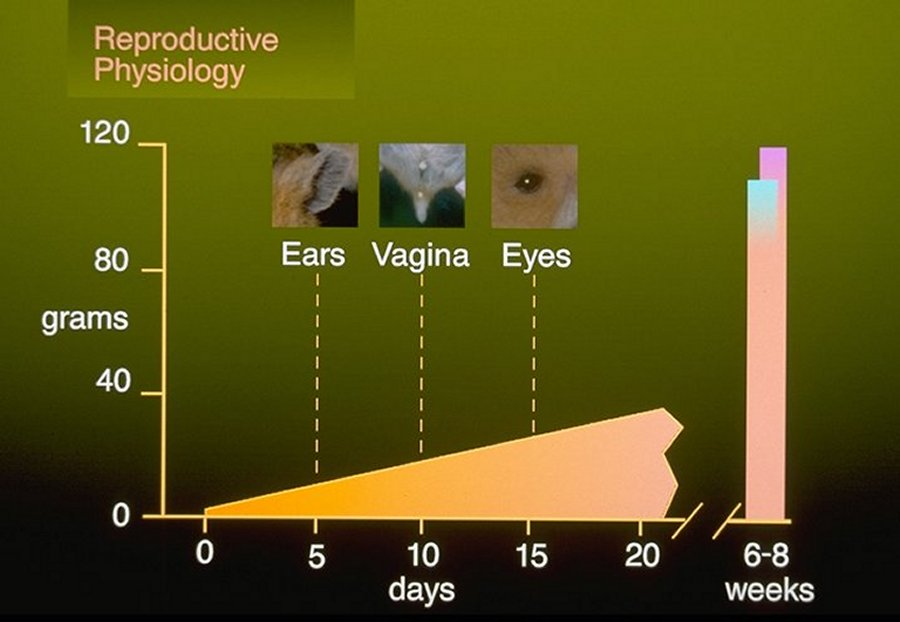 Reproductive
Physiology
120
80
grams
40
0
Ears Vagina Eyes
0 5 10 15 20 6-8
days weeks